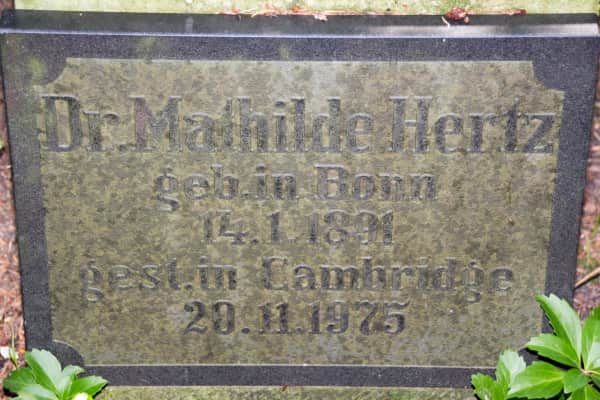 Dr. Mathilde Hertz
geb. in Bonn
14.1.1891
gest. in Cambridge
20.11.1975